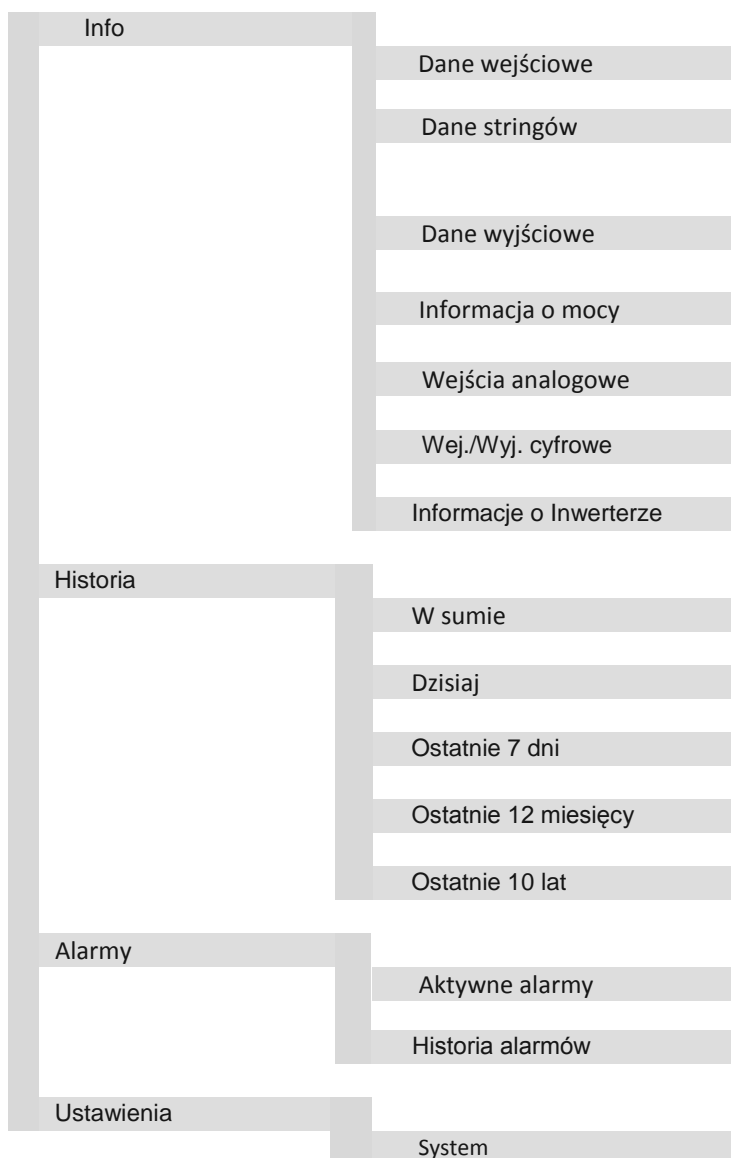 Info
Dane wejściowe
Dane stringów
Dane wyjściowe
Informacja o mocy
Wejścia analogowe
Wej./Wyj. cyfrowe
Informacje o Inwerterze
Historia
W sumie
Dzisiaj
Ostatnie 7 dni
Ostatnie 12 miesięcy
Ostatnie 10 lat
Alarmy
Aktywne alarmy
Historia alarmów
Ustawienia
System